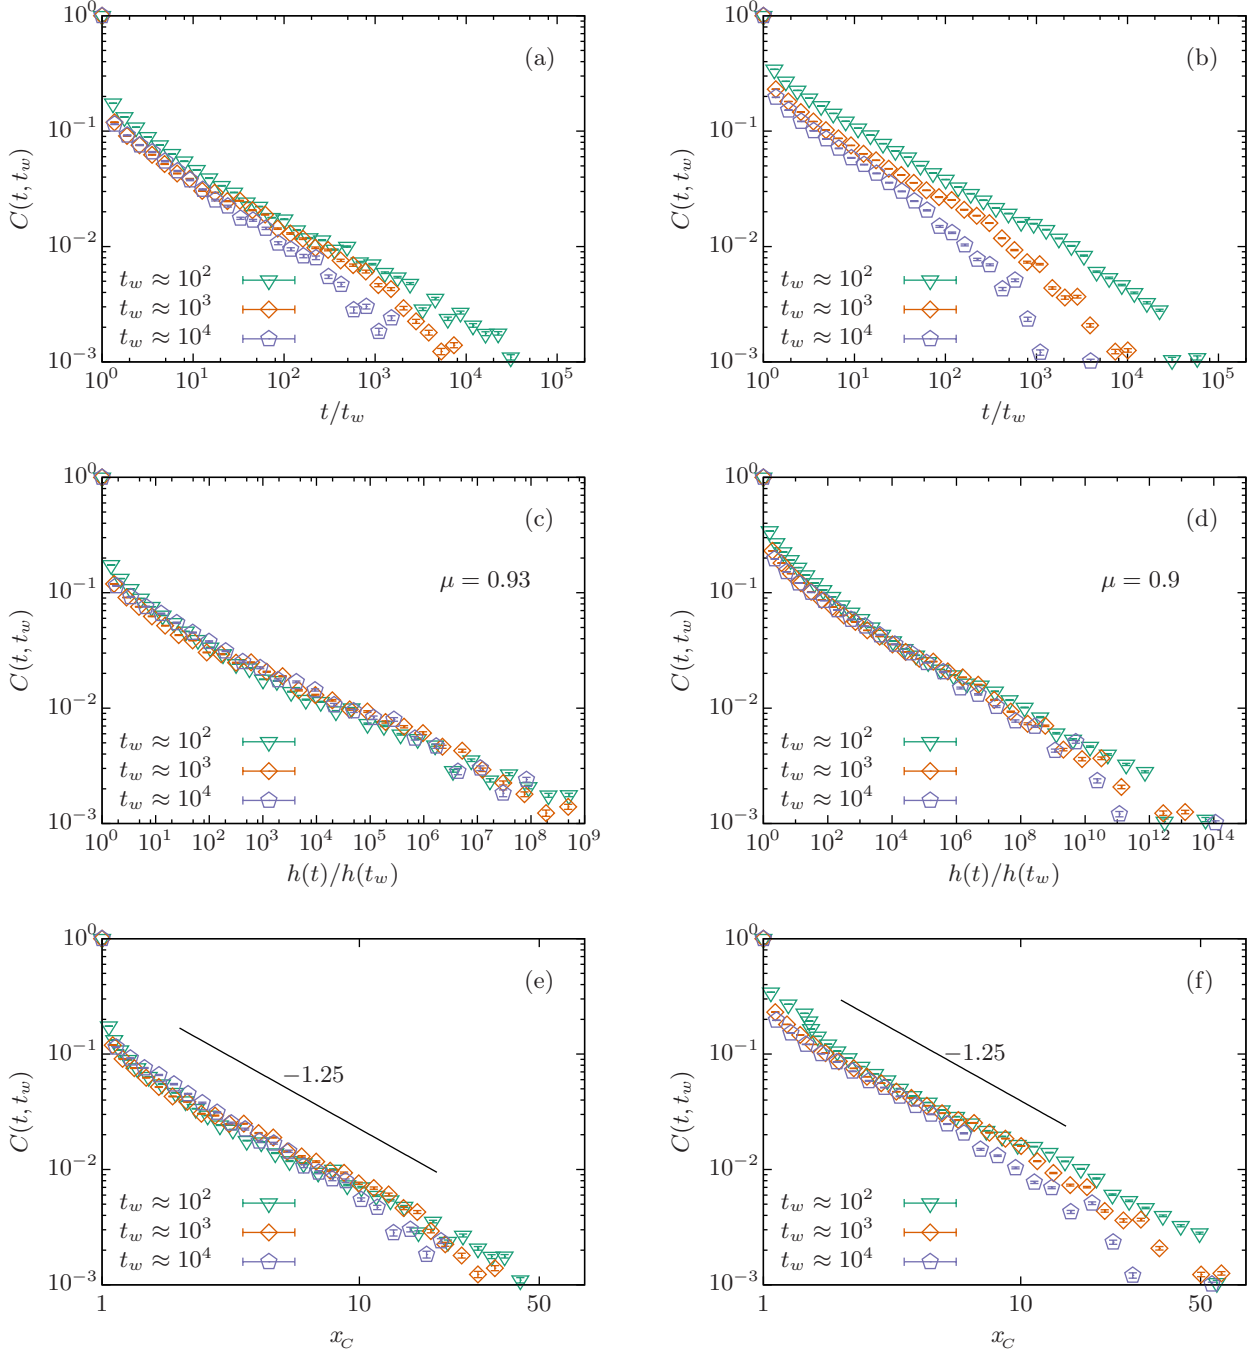 (a)
C(t, t_w)
10^0
10^{-1}
10^{-2}
10^{-3}
t_w ≈ 10^2
t_w ≈ 10^3
t_w ≈ 10^4
10^0 10^1 10^2 10^3 10^4 10^5
t/t_w
(b)
C(t, t_w)
10^0
10^{-1}
10^{-2}
10^{-3}
t_w ≈ 10^2
t_w ≈ 10^3
t_w ≈ 10^4
10^0 10^1 10^2 10^3 10^4 10^5
t/t_w
(c)
C(t, t_w)
10^0
10^{-1}
10^{-2}
10^{-3}
μ = 0.93
t_w ≈ 10^2
t_w ≈ 10^3
t_w ≈ 10^4
10^0 10^1 10^2 10^3 10^4 10^5 10^6 10^7 10^8 10^9
h(t)/h(t_w)
(d)
C(t, t_w)
10^0
10^{-1}
10^{-2}
10^{-3}
μ = 0.9
t_w ≈ 10^2
t_w ≈ 10^3
t_w ≈ 10^4
10^0 10^2 10^4 10^6 10^8 10^{10} 10^{12} 10^{14}
h(t)/h(t_w)
(e)
C(t, t_w)
10^0
10^{-1}
10^{-2}
10^{-3}
−1.25
t_w ≈ 10^2
t_w ≈ 10^3
t_w ≈ 10^4
1 10 50
x_C
(f)
C(t, t_w)
10^0
10^{-1}
10^{-2}
10^{-3}
−1.25
t_w ≈ 10^2
t_w ≈ 10^3
t_w ≈ 10^4
1 10 50
x_C